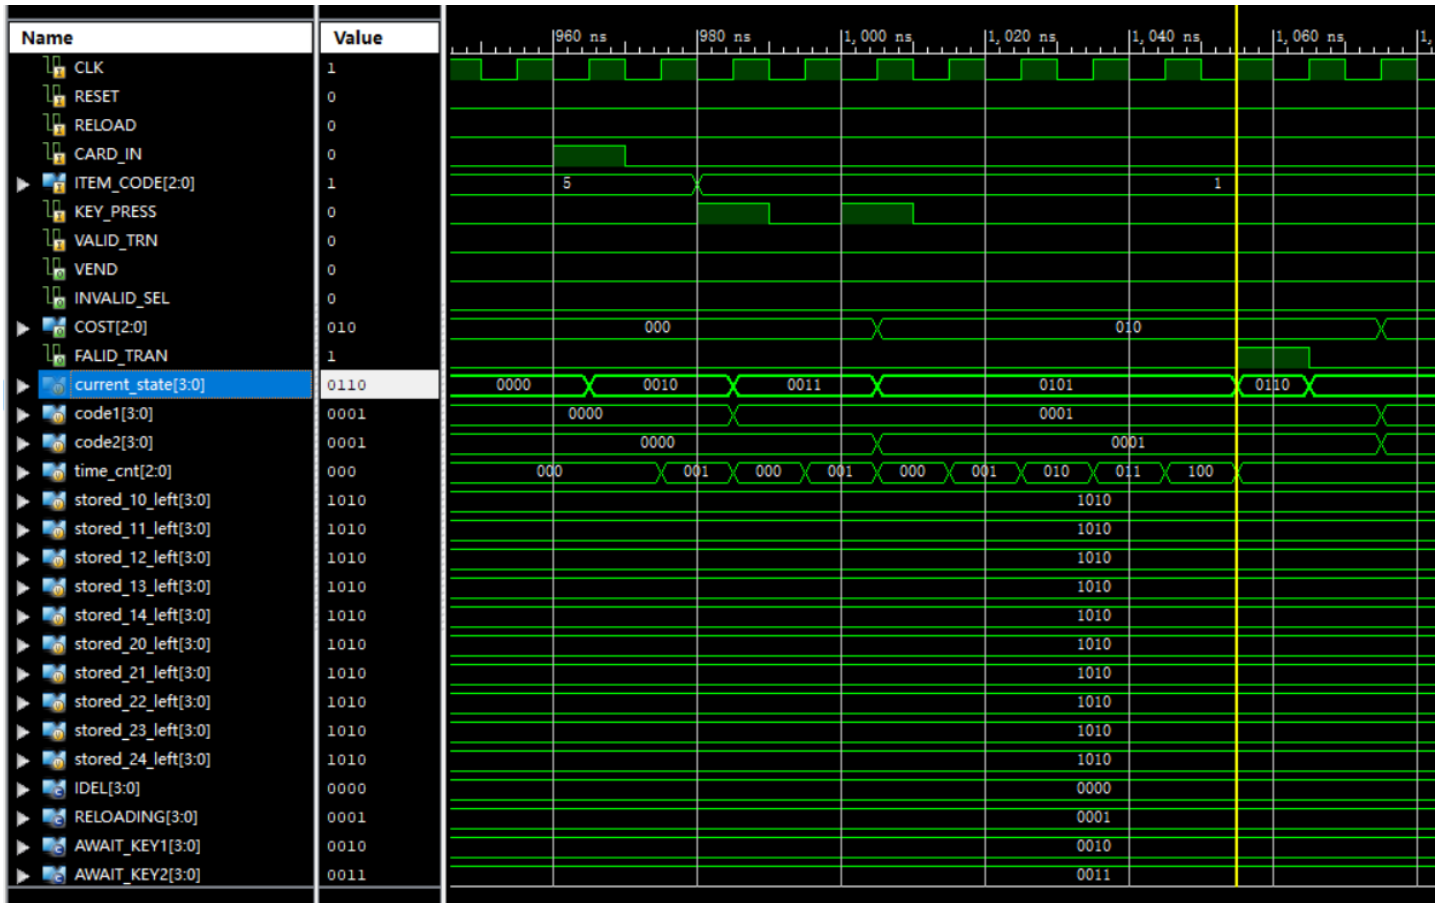 Name Value 960 ns 980 ns 1,000 ns 1,020 ns 1,040 ns 1,060 ns 1,
CLK 1
RESET 0
RELOAD 0
CARD_IN 0
ITEM_CODE[2:0] 1 5 1
KEY_PRESS 0
VALID_TRN 0
VEND 0
INVALID_SEL 0
COST[2:0] 010 000 010
FALID_TRAN 1
current_state[3:0] 0110 0000 0010 0011 0101 0110
code1[3:0] 0001 0000 0001
code2[3:0] 0001 0000 0001
time_cnt[2:0] 000 000 001 000 001 000 001 010 011 100
stored_10_left[3:0] 1010 1010
stored_11_left[3:0] 1010 1010
stored_12_left[3:0] 1010 1010
stored_13_left[3:0] 1010 1010
stored_14_left[3:0] 1010 1010
stored_20_left[3:0] 1010 1010
stored_21_left[3:0] 1010 1010
stored_22_left[3:0] 1010 1010
stored_23_left[3:0] 1010 1010
stored_24_left[3:0] 1010 1010
IDEL[3:0] 0000 0000
RELOADING[3:0] 0001 0001
AWAIT_KEY1[3:0] 0010 0010
AWAIT_KEY2[3:0] 0011 0011